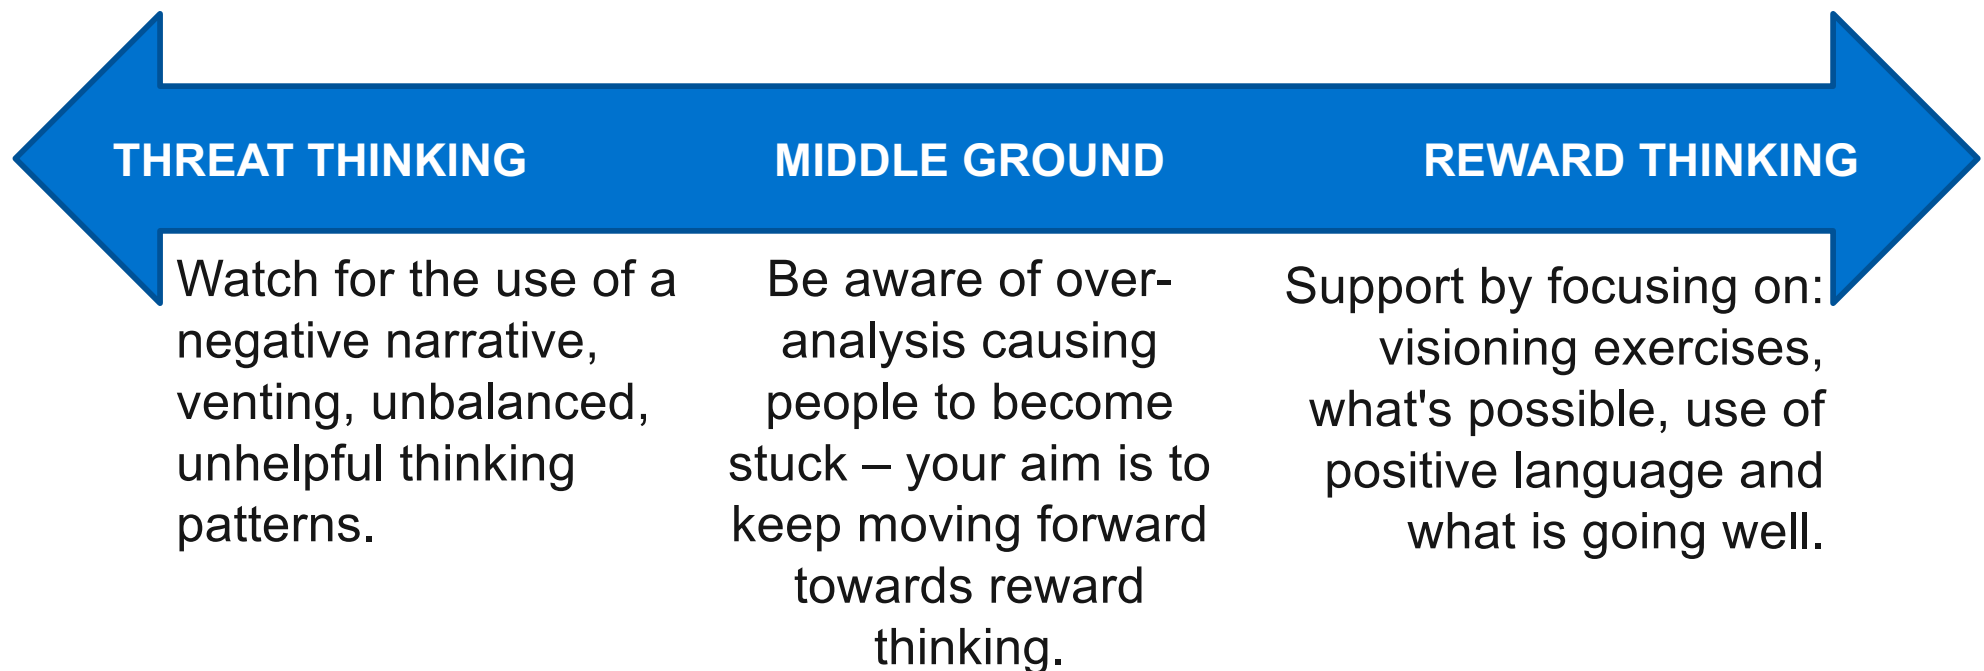 THREAT THINKING
MIDDLE GROUND
REWARD THINKING
Watch for the use of a
negative narrative,
venting, unbalanced,
unhelpful thinking
patterns.
Be aware of over-
analysis causing
people to become
stuck – your aim is to
keep moving forward
towards reward
thinking.
Support by focusing on:
visioning exercises,
what's possible, use of
positive language and
what is going well.